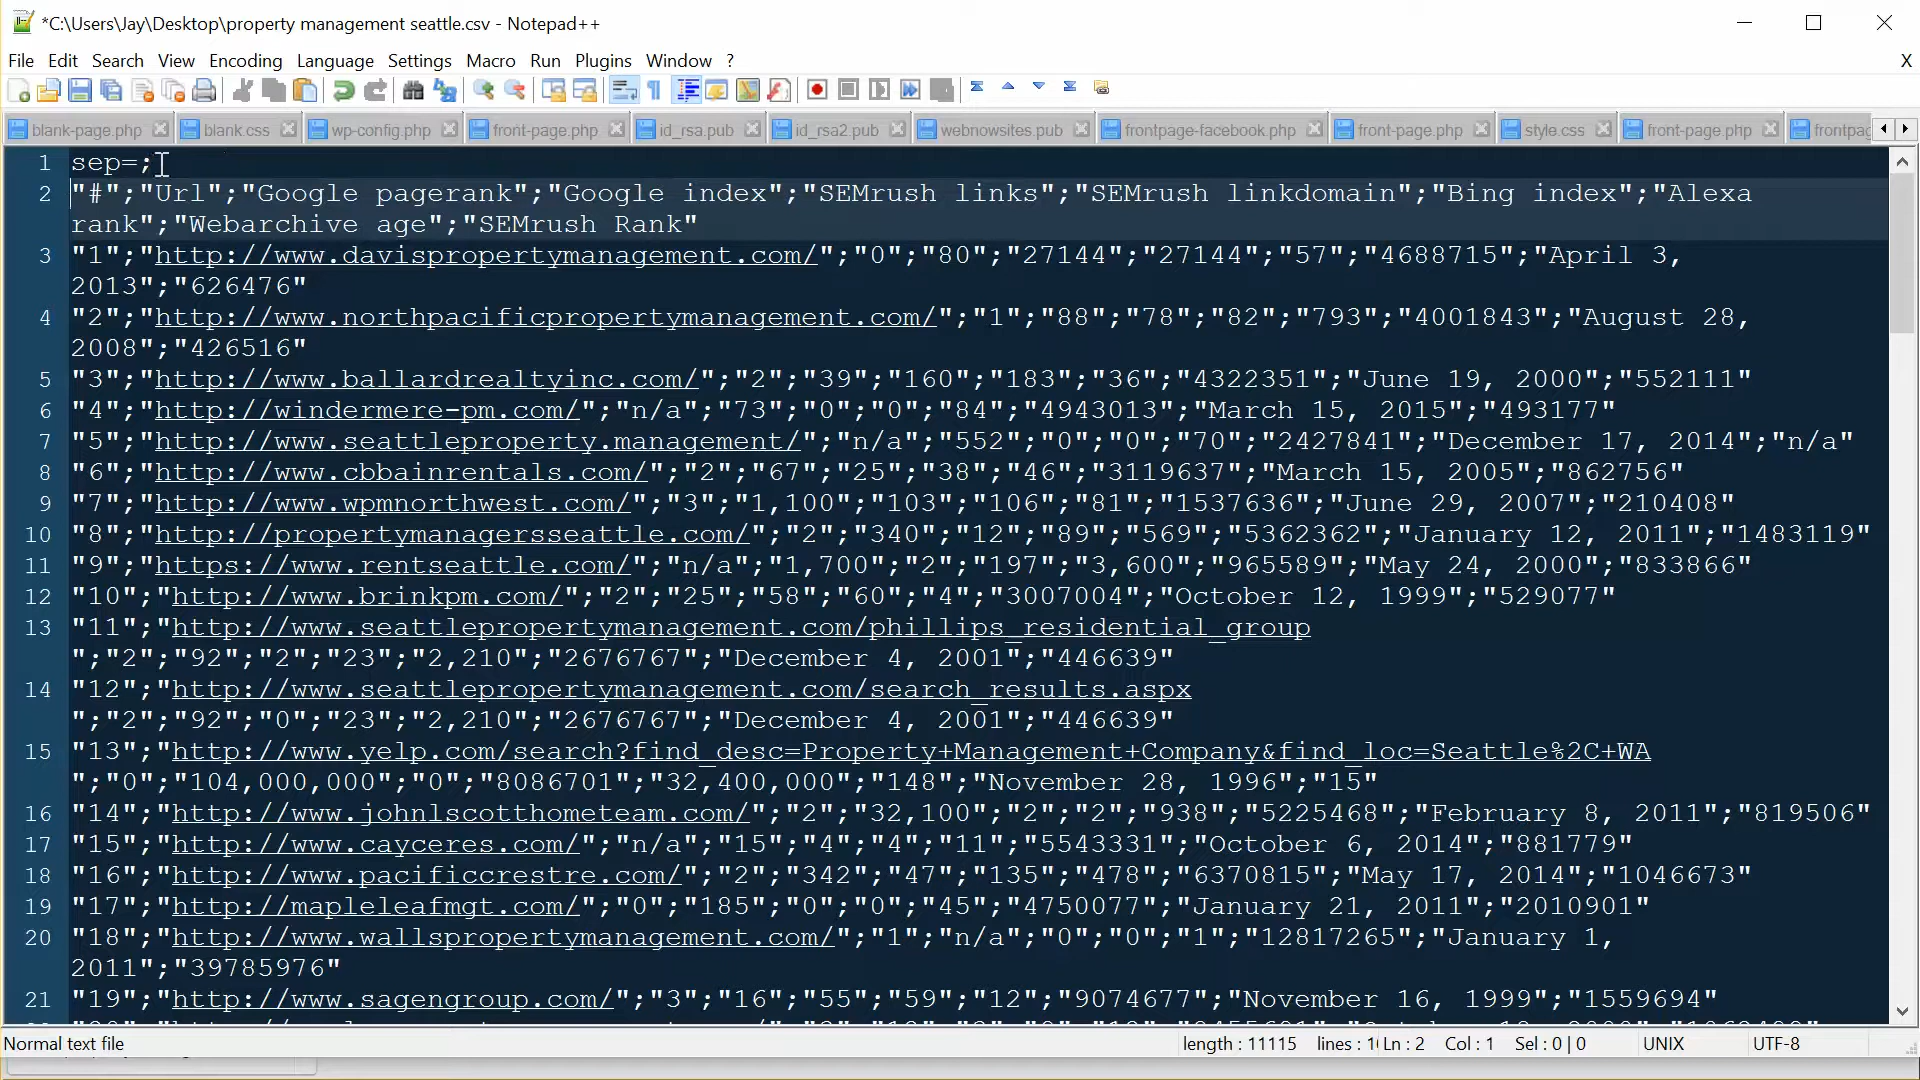 *C:\Users\Jay\Desktop\property management seattle.csv - Notepad++
File Edit Search View Encoding Language Settings Macro Run Plugins Window ? X
blank-page.php blank.css wp-config.php front-page.php id_rsa.pub id_rsa2.pub webnowsites.pub frontpage-facebook.php front-page.php style.css front-page.php frontpag
1 sep=;
2 "#";"Url";"Google pagerank";"Google index";"SEMrush links";"SEMrush linkdomain";"Bing index";"Alexa
rank";"Webarchive age";"SEMrush Rank"
3 "1";"http://www.davispropertymanagement.com/";"0";"80";"27144";"27144";"57";"4688715";"April 3,
2013";"626476"
4 "2";"http://www.northpacificpropertymanagement.com/";"1";"88";"78";"82";"793";"4001843";"August 28,
2008";"426516"
5 "3";"http://www.ballardrealtyinc.com/";"2";"39";"160";"183";"36";"4322351";"June 19, 2000";"552111"
6 "4";"http://windermere-pm.com/";"n/a";"73";"0";"0";"84";"4943013";"March 15, 2015";"493177"
7 "5";"http://www.seattleproperty.management/";"n/a";"552";"0";"0";"70";"2427841";"December 17, 2014";"n/a"
8 "6";"http://www.cbbainrentals.com/";"2";"67";"25";"38";"46";"3119637";"March 15, 2005";"862756"
9 "7";"http://www.wpmnorthwest.com/";"3";"1,100";"103";"106";"81";"1537636";"June 29, 2007";"210408"
10 "8";"http://propertymanagersseattle.com/";"2";"340";"12";"89";"569";"5362362";"January 12, 2011";"1483119"
11 "9";"https://www.rentseattle.com/";"n/a";"1,700";"2";"197";"3,600";"965589";"May 24, 2000";"833866"
12 "10";"http://www.brinkpm.com/";"2";"25";"58";"60";"4";"3007004";"October 12, 1999";"529077"
13 "11";"http://www.seattlepropertymanagement.com/phillips_residential_group
";"2";"92";"2";"23";"2,210";"2676767";"December 4, 2001";"446639"
14 "12";"http://www.seattlepropertymanagement.com/search_results.aspx
";"2";"92";"0";"23";"2,210";"2676767";"December 4, 2001";"446639"
15 "13";"http://www.yelp.com/search?find_desc=Property+Management+Company&find_loc=Seattle%2C+WA
";"0";"104,000,000";"0";"8086701";"32,400,000";"148";"November 28, 1996";"15"
16 "14";"http://www.johnlscotthometeam.com/";"2";"32,100";"2";"2";"938";"5225468";"February 8, 2011";"819506"
17 "15";"http://www.cayceres.com/";"n/a";"15";"4";"4";"11";"5543331";"October 6, 2014";"881779"
18 "16";"http://www.pacificcrestre.com/";"2";"342";"47";"135";"478";"6370815";"May 17, 2014";"1046673"
19 "17";"http://mapleleafmgt.com/";"0";"185";"0";"0";"45";"4750077";"January 21, 2011";"2010901"
20 "18";"http://www.wallspropertymanagement.com/";"1";"n/a";"0";"0";"1";"12817265";"January 1,
2011";"39785976"
21 "19";"http://www.sagengroup.com/";"3";"16";"55";"59";"12";"9074677";"November 16, 1999";"1559694"
Normal text file length : 11115 lines : 1 Ln : 2 Col : 1 Sel : 0 | 0 UNIX UTF-8